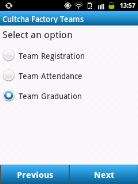 13:57
Cultcha Factory Teams
Select an option
Team Registration
Team Attendance
Team Graduation
Previous
Next